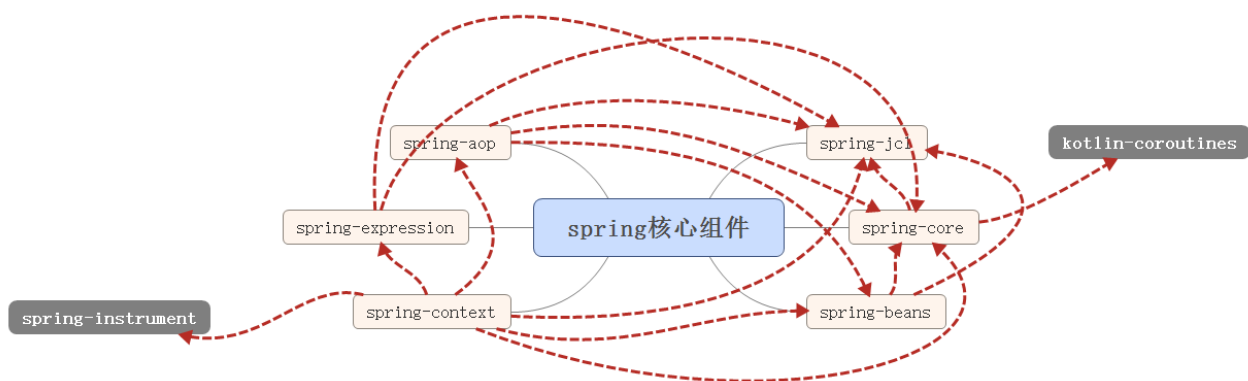 spring-aop
spring-jcl
kotlin-coroutines
spring-expression
spring核心组件
spring-core
spring-instrument
spring-context
spring-beans